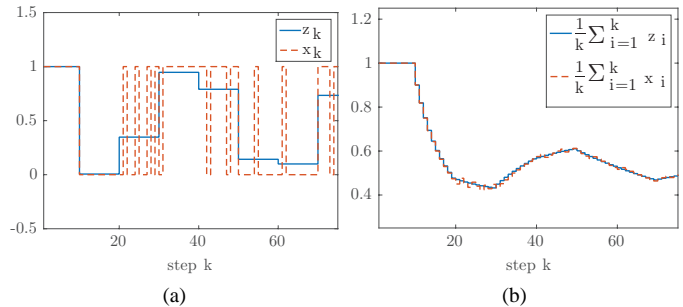 1.5
1
0.5
0
-0.5
20
40
60
step k
z k
x k
(a)
1.2
1
0.8
0.6
0.4
20
40
60
step k
1/k ∑ k i=1 z i
1/k ∑ k i=1 x i
(b)